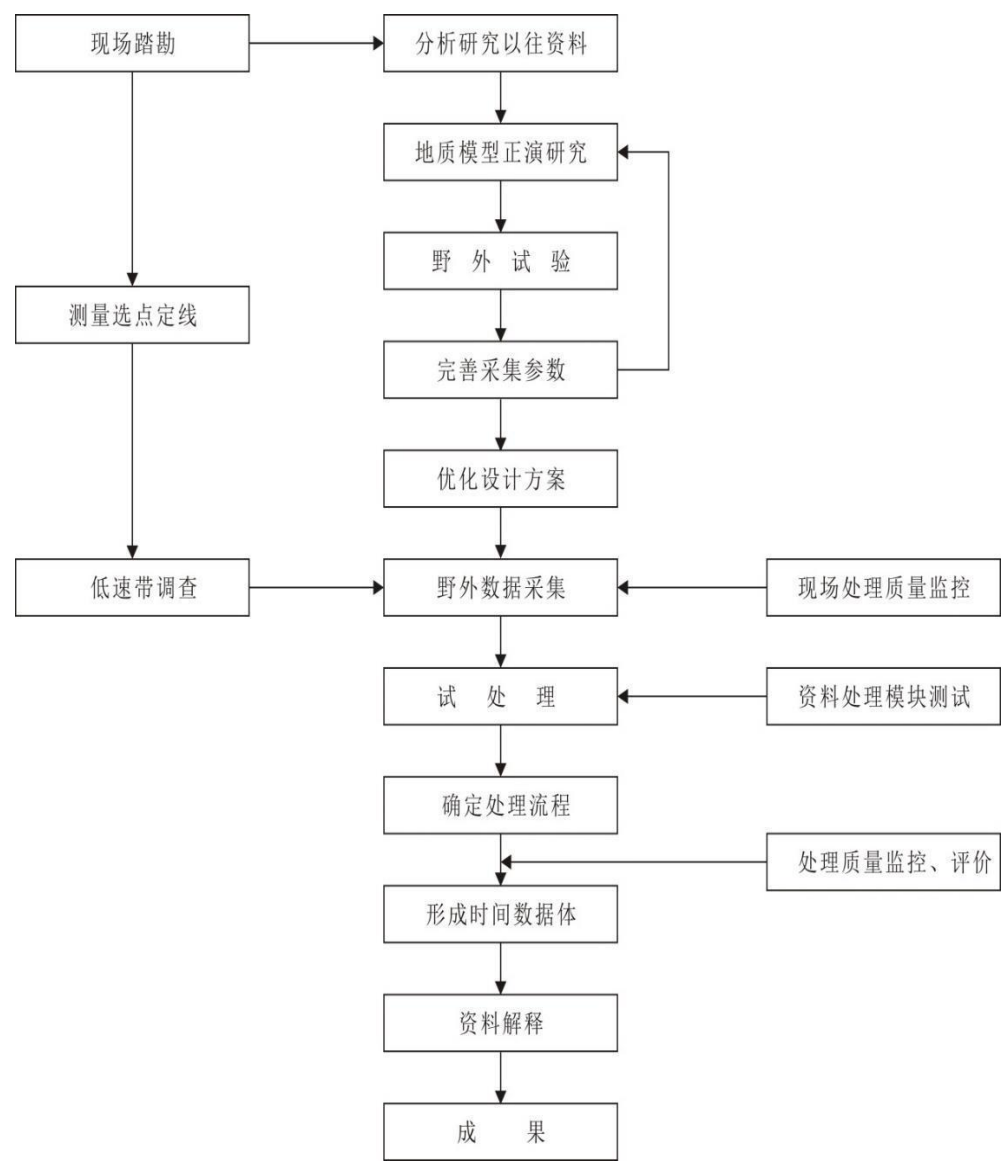 现场踏勘
分析研究以往资料
地质模型正演研究
野外试验
测量选点定线
完善采集参数
优化设计方案
低速带调查
野外数据采集
现场处理质量监控
试处理
资料处理模块测试
确定处理流程
处理质量监控、评价
形成时间数据体
资料解释
成果